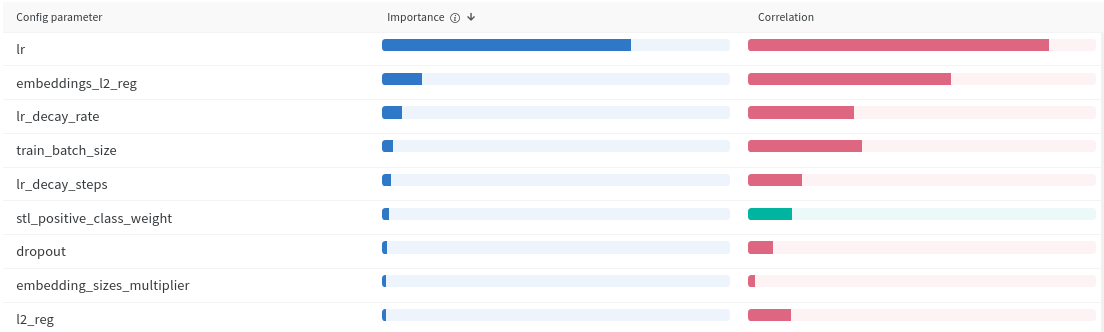 Config parameter Importance ⓘ ↓ Correlation
lr
embeddings_l2_reg
lr_decay_rate
train_batch_size
lr_decay_steps
stl_positive_class_weight
dropout
embedding_sizes_multiplier
l2_reg